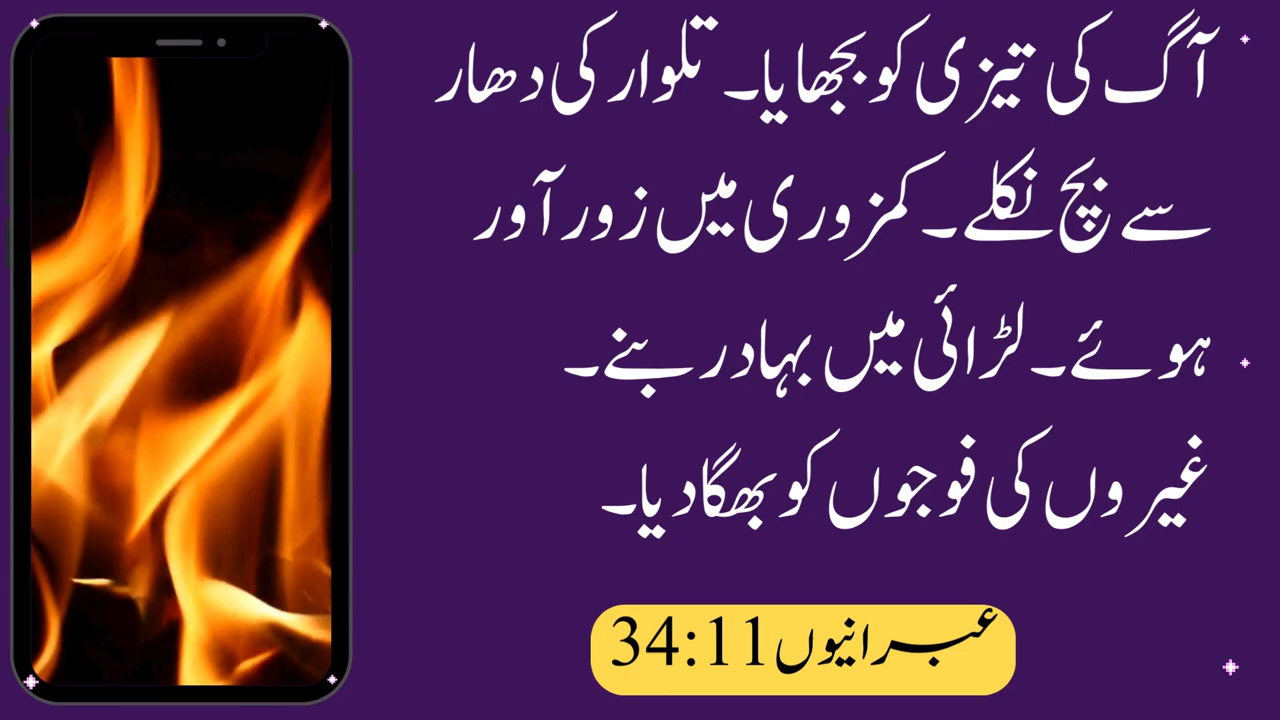 آگ کی تیزی کو بجھایا۔ تلوار کی دھار
سے بچ نکلے۔ کمزوری میں زورآور
ہوئے۔ لڑائی میں بہادر بنے۔
غیروں کی فوجوں کو بھگا دیا۔
عبرانیوں 34:11